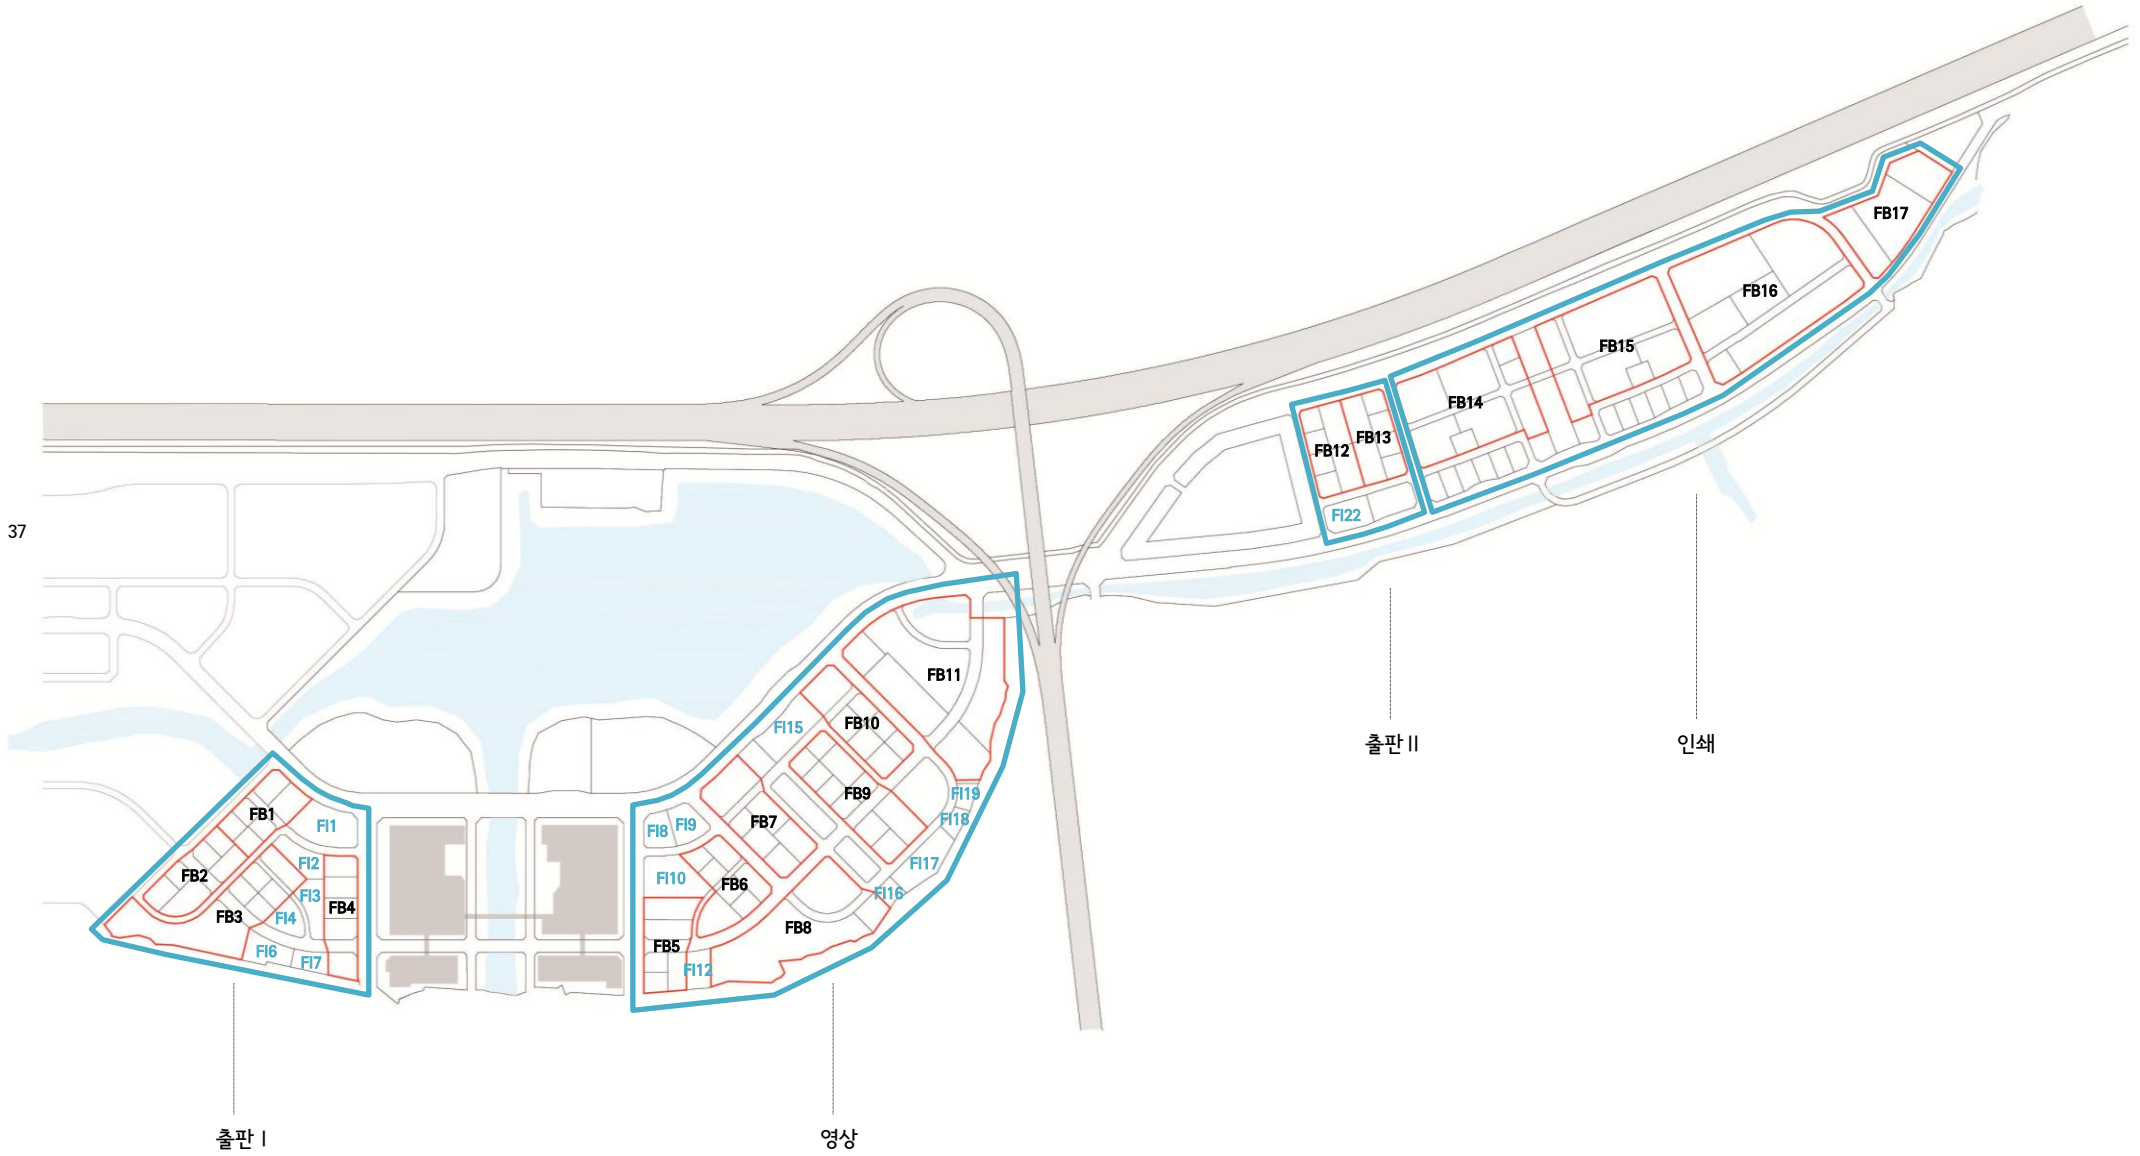 FB17
FB16
FB15
FB14
FB13
FB12
FI22
37
FB11
FB10
FI15
출판 II
인쇄
FB9
FI19
FB1
FI1
FI8
FI9
FB7
FI18
FI2
FI17
FB2
FI3
FI10
FB6
FI16
FB3
FI4
FB4
FB8
FI6
FI7
FB5
FI12
출판 I
영상